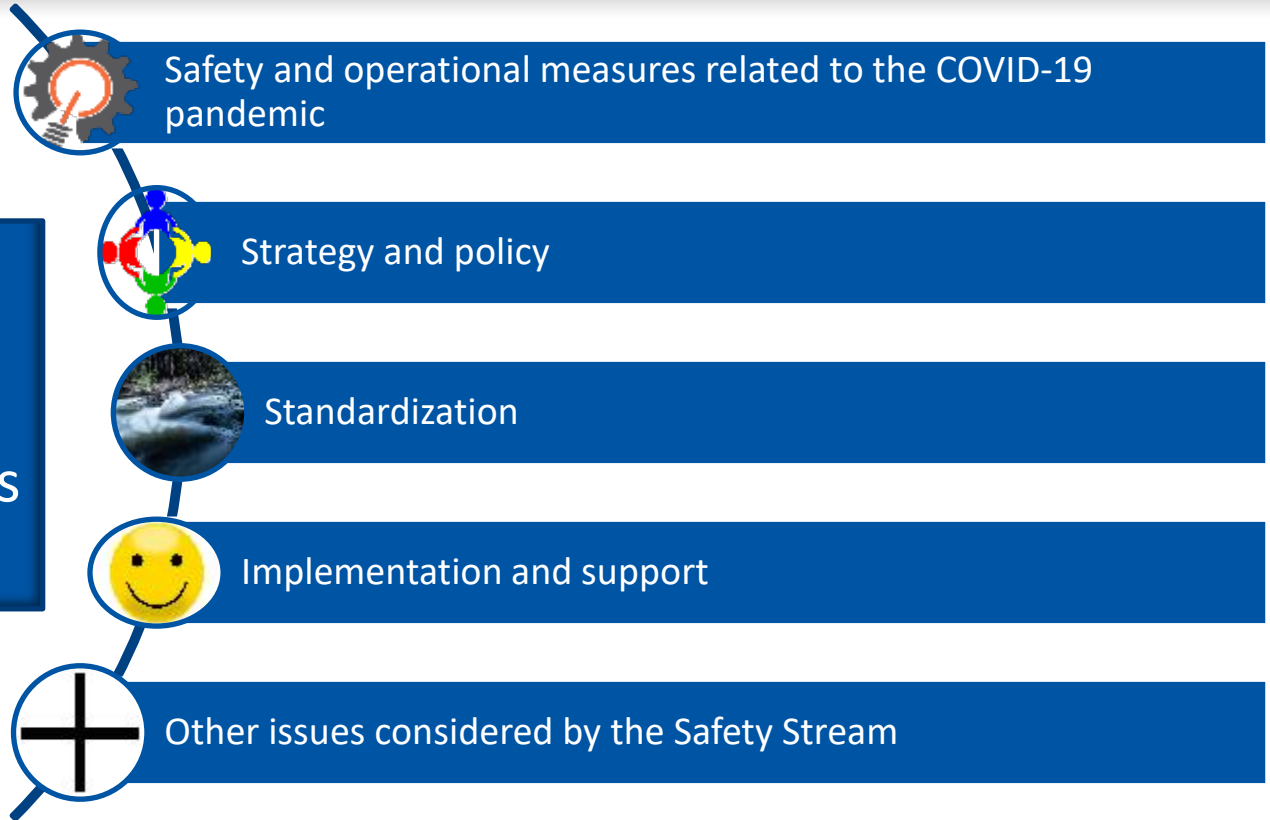 Safety and operational measures related to the COVID-19
pandemic
Strategy and policy
s
Standardization
Implementation and support
Other issues considered by the Safety Stream